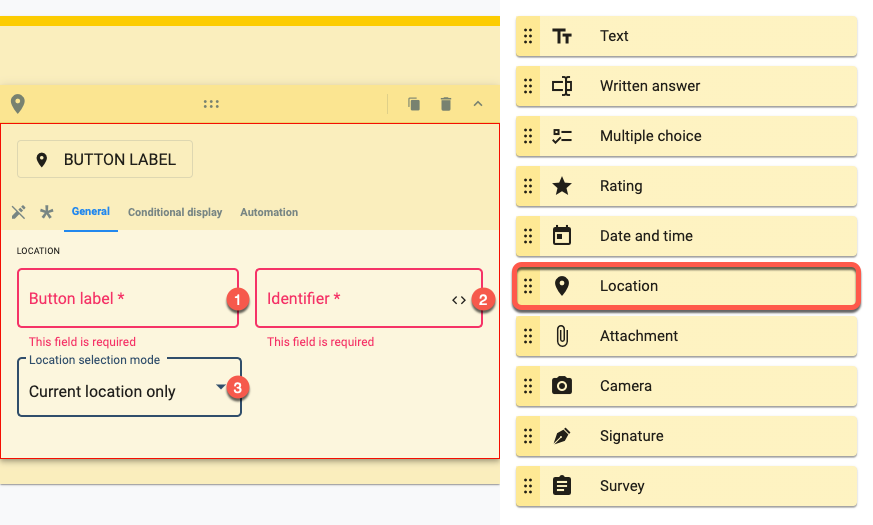 BUTTON LABEL
General
Conditional display
Automation
LOCATION
Button label *
1
Identifier *
<>
2
This field is required
This field is required
Location selection mode
Current location only
3
Text
Written answer
Multiple choice
Rating
Date and time
Location
Attachment
Camera
Signature
Survey